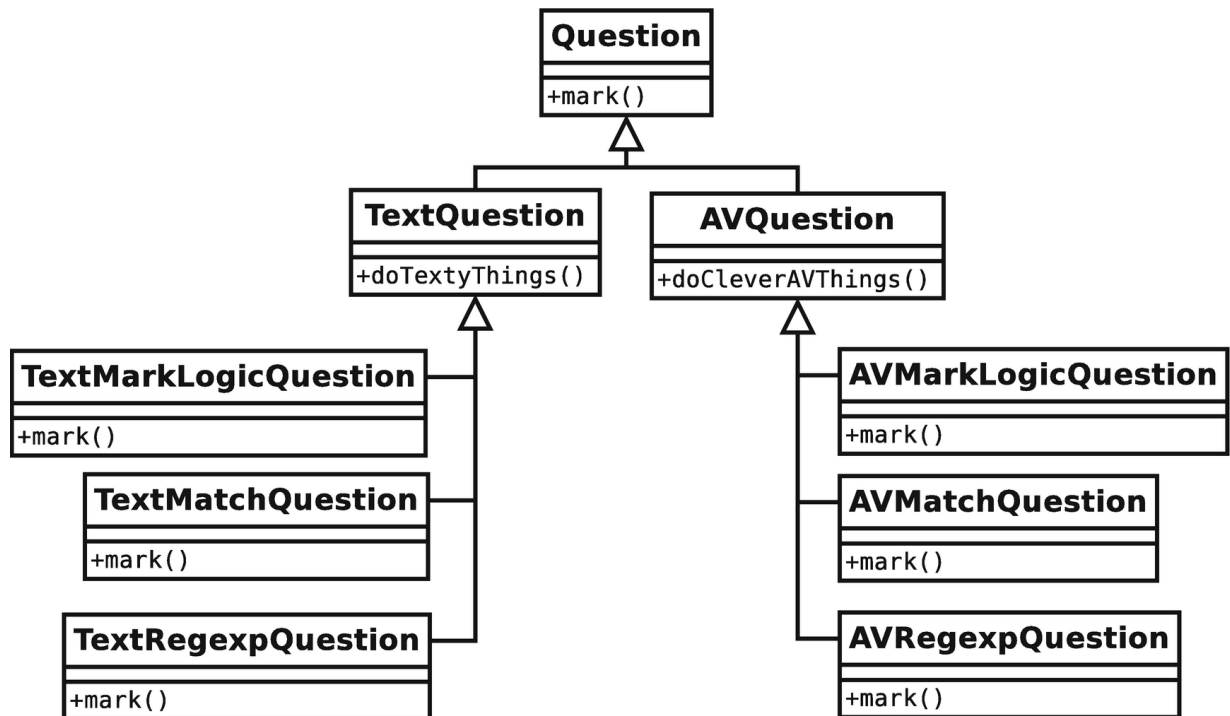 Question
+mark()
TextQuestion
+doTextyThings()
AVQuestion
+doCleverAVThings()
TextMarkLogicQuestion
+mark()
TextMatchQuestion
+mark()
TextRegexpQuestion
+mark()
AVMarkLogicQuestion
+mark()
AVMatchQuestion
+mark()
AVRegexpQuestion
+mark()